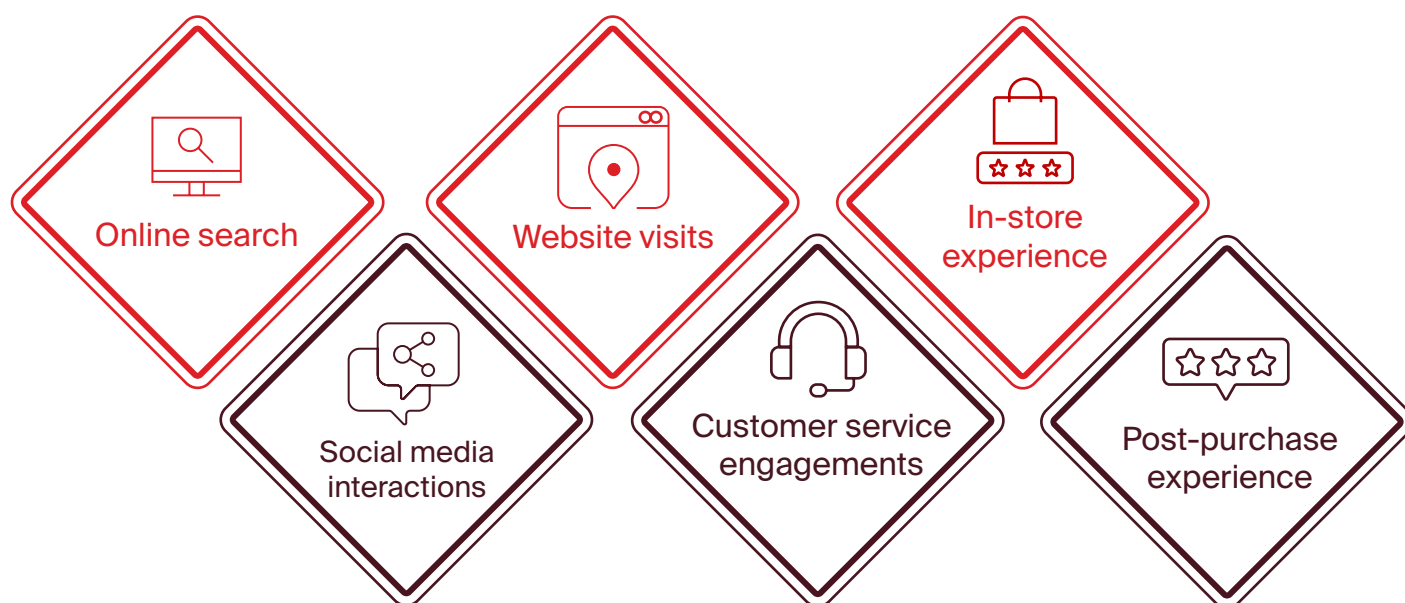 Online search
Website visits
In-store
experience
Social media
interactions
Customer service
engagements
Post-purchase
experience